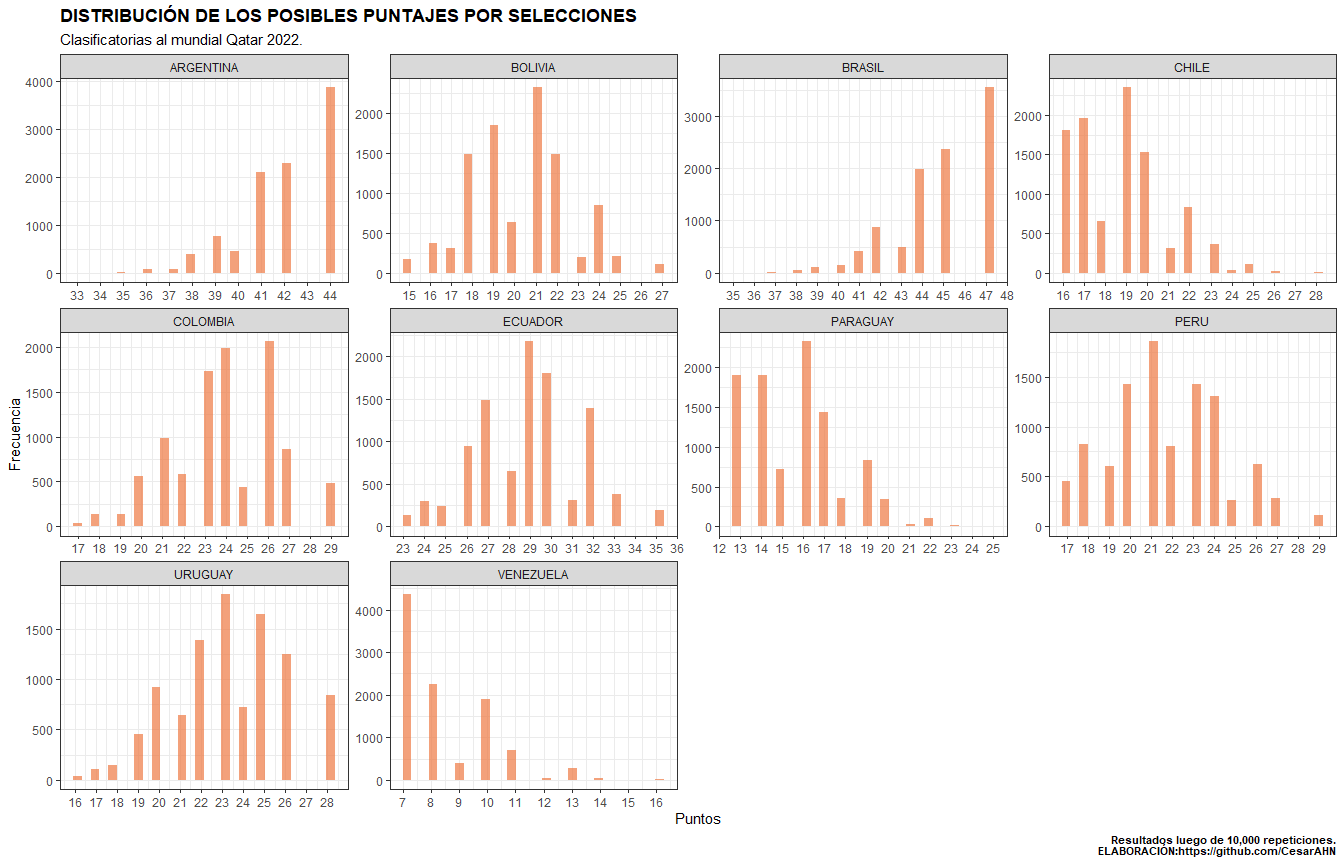 DISTRIBUCIÓN DE LOS POSIBLES PUNTAJES POR SELECCIONES
Clasificatorias al mundial Qatar 2022.
ARGENTINA
BOLIVIA
BRASIL
CHILE
4000
3000
2000
1000
0
2000
1500
1000
500
0
3000
2000
1000
0
2000
1500
1000
500
0
33 34 35 36 37 38 39 40 41 42 43 44
15 16 17 18 19 20 21 22 23 24 25 26 27
35 36 37 38 39 40 41 42 43 44 45 46 47 48
16 17 18 19 20 21 22 23 24 25 26 27 28
COLOMBIA
ECUADOR
PARAGUAY
PERU
Frecuencia
2000
1500
1000
500
0
2000
1500
1000
500
0
2000
1500
1000
500
0
1500
1000
500
0
17 18 19 20 21 22 23 24 25 26 27 28 29
23 24 25 26 27 28 29 30 31 32 33 34 35 36
12 13 14 15 16 17 18 19 20 21 22 23 24 25
17 18 19 20 21 22 23 24 25 26 27 28 29
URUGUAY
VENEZUELA
1500
1000
500
0
4000
3000
2000
1000
0
16 17 18 19 20 21 22 23 24 25 26 27 28
7 8 9 10 11 12 13 14 15 16
Puntos
Resultados luego de 10,000 repeticiones.
ELABORACIÓN:https://github.com/CesarAHN